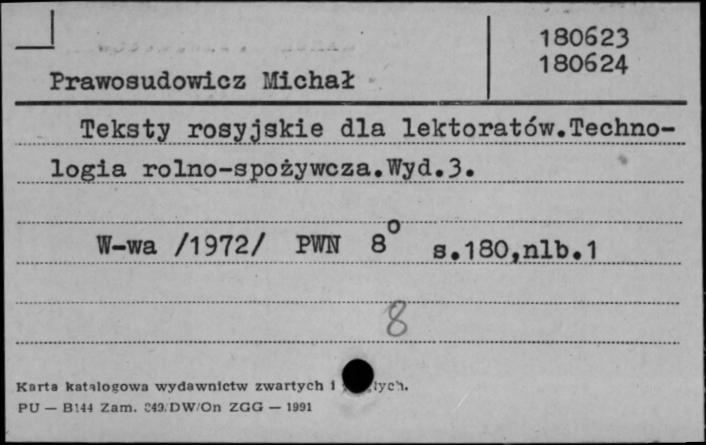 180623
180624
Prawosudowicz Michał
Teksty rosyjskie dla lektoratów.Techno-
logia rolno-spożywcza.Wyd.3.
W-wa /1972/ PWN 8° s.180,nlb.1
8
Karta katalogowa wydawnictw zwartych i
PU — B144 Zam. 249/DW/On ZGG — 1991